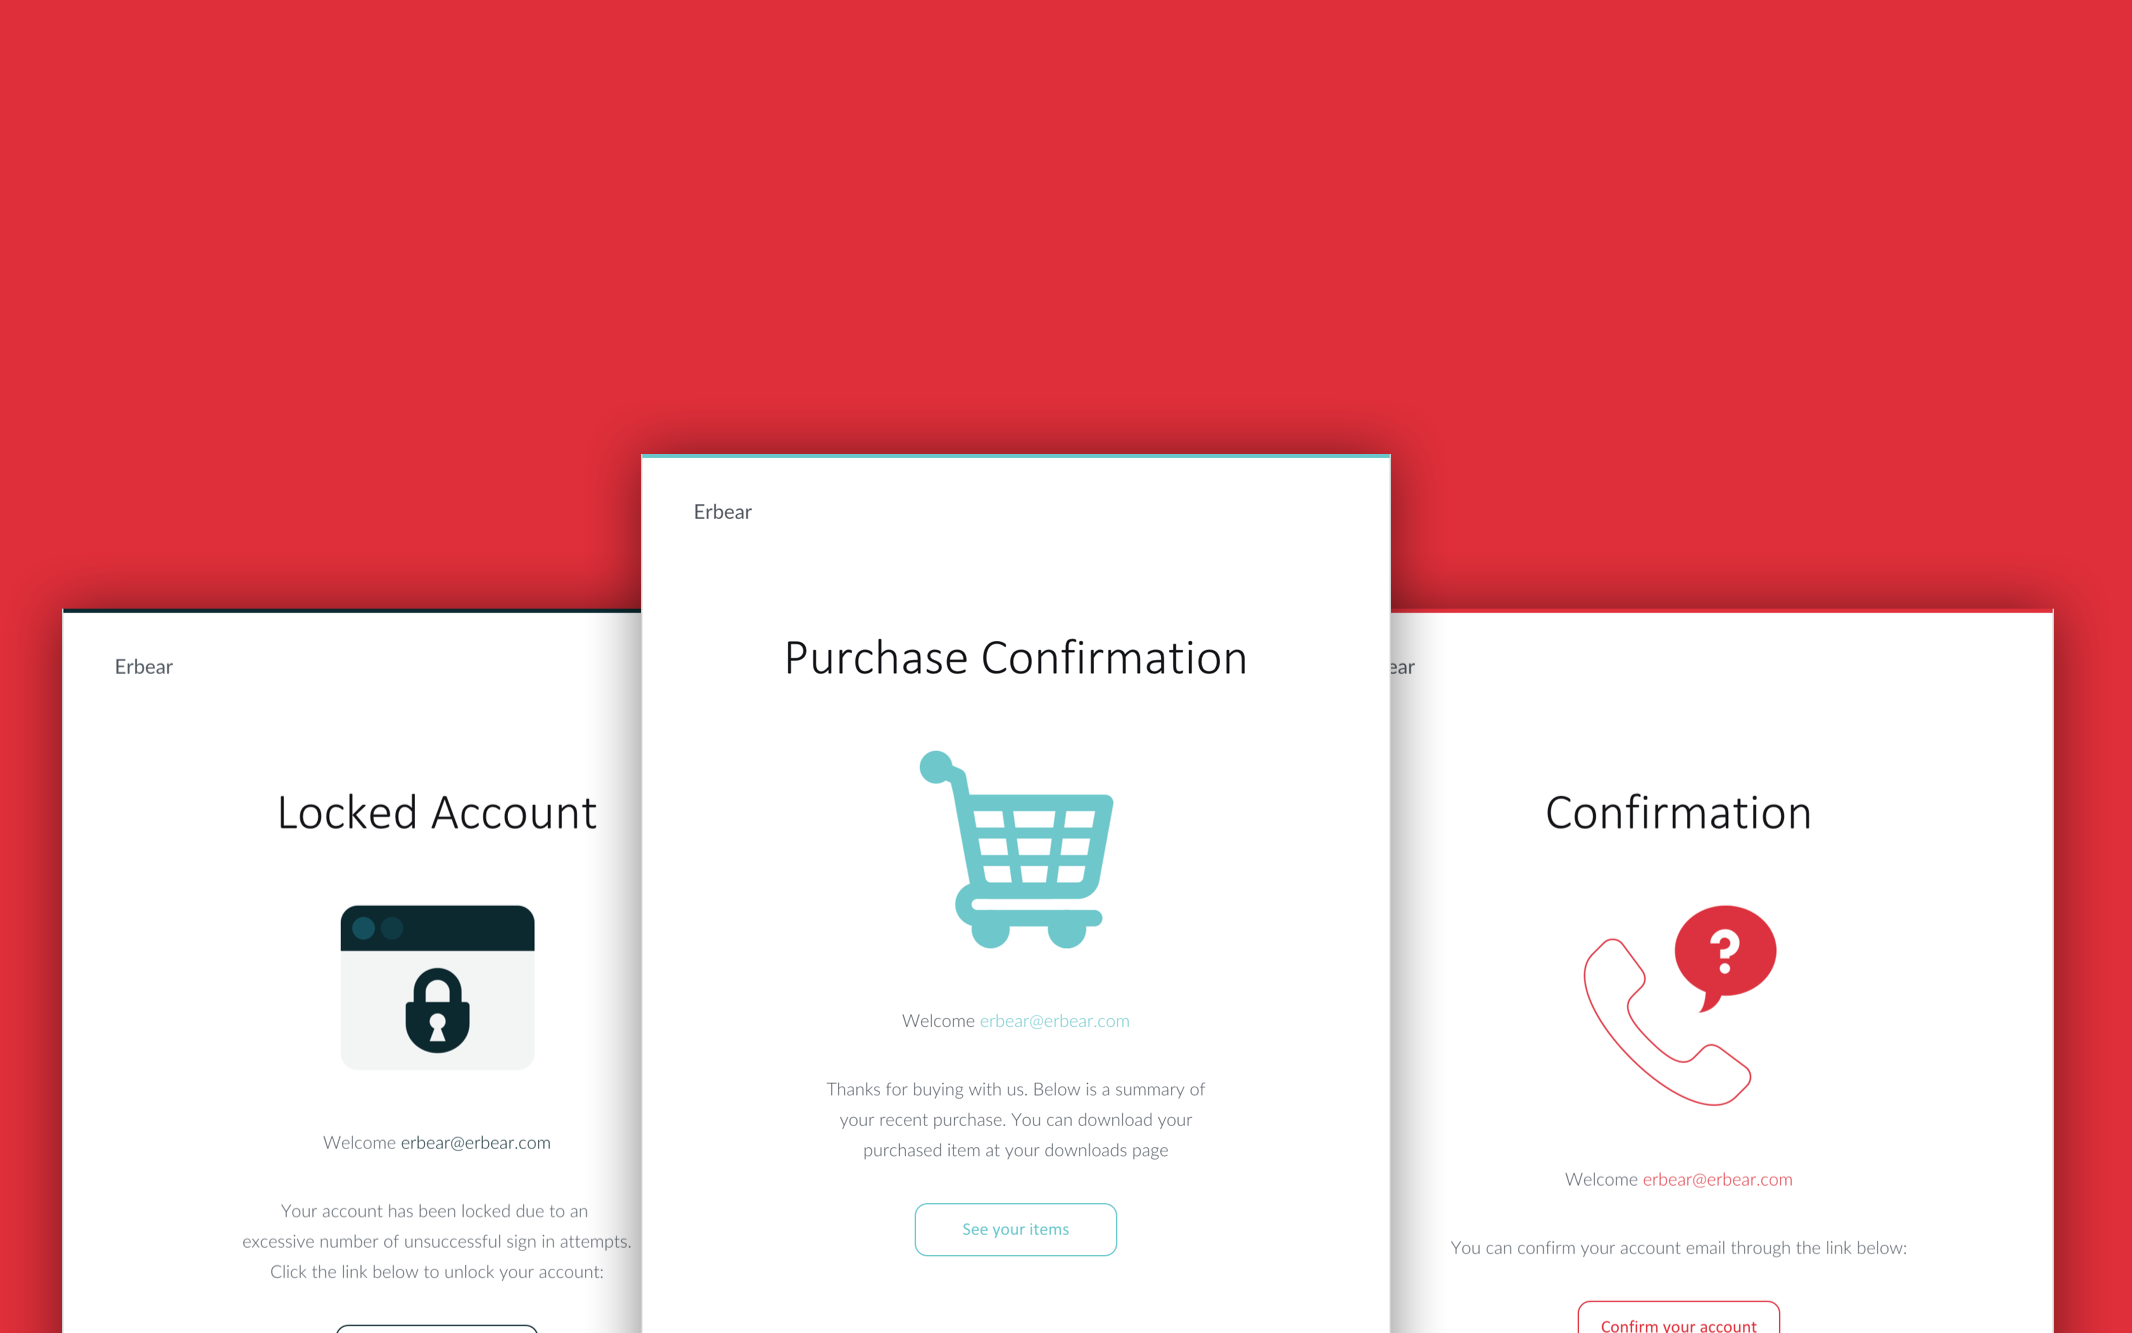 Erbear
Locked Account
Welcome erbear@erbear.com
Your account has been locked due to an
excessive number of unsuccessful sign in attempts.
Click the link below to unlock your account:
Erbear
Purchase Confirmation
Welcome erbear@erbear.com
Thanks for buying with us. Below is a summary of
your recent purchase. You can download your
purchased item at your downloads page
See your items
ear
Confirmation
?
Welcome erbear@erbear.com
You can confirm your account email through the link below:
Confirm your account